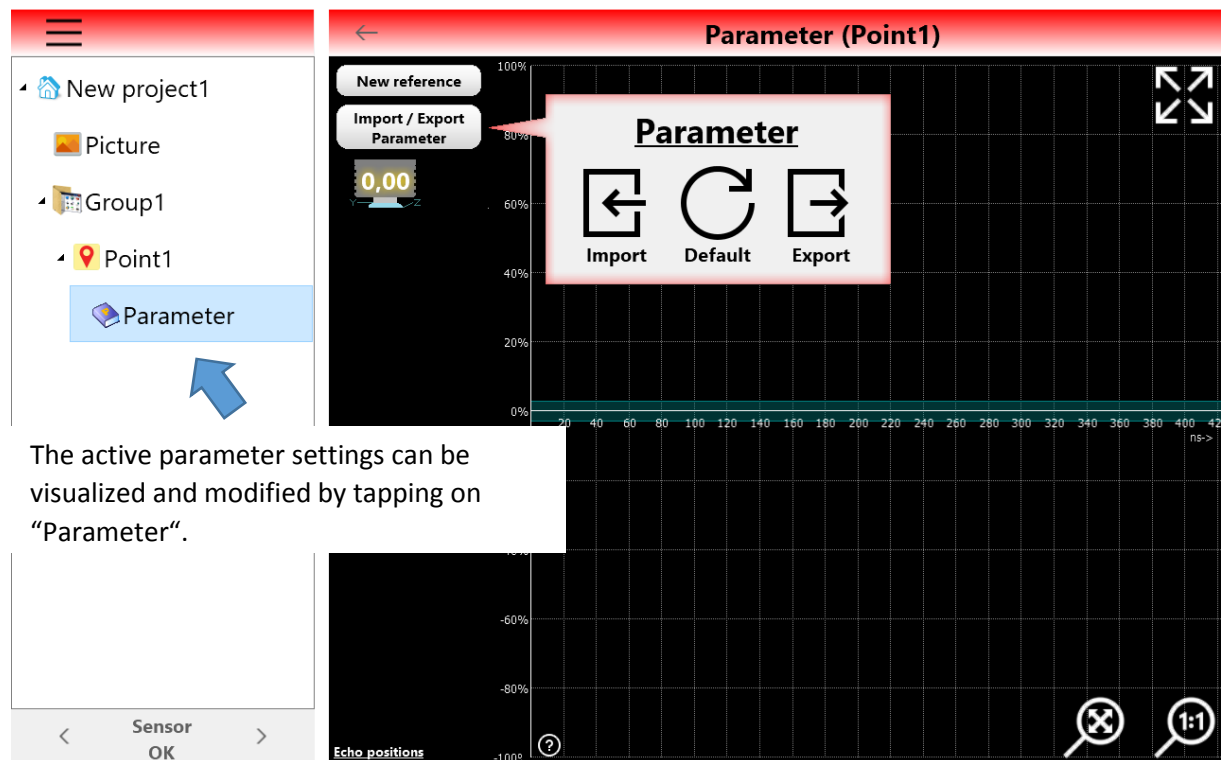 Parameter (Point1)
New project1
Picture
Group1
Point1
Parameter
The active parameter settings can be
visualized and modified by tapping on
“Parameter“.
<
Sensor
OK
>
New reference
Import / Export
Parameter
0,00
Y
Z
Parameter
Import
Default
Export
100%
80%
60%
40%
20%
0%
20 40 60 80 100 120 140 160 180 200 220 240 260 280 300 320 340 360 380 400 42
ns->
-60%
-80%
Echo positions
?
1:1